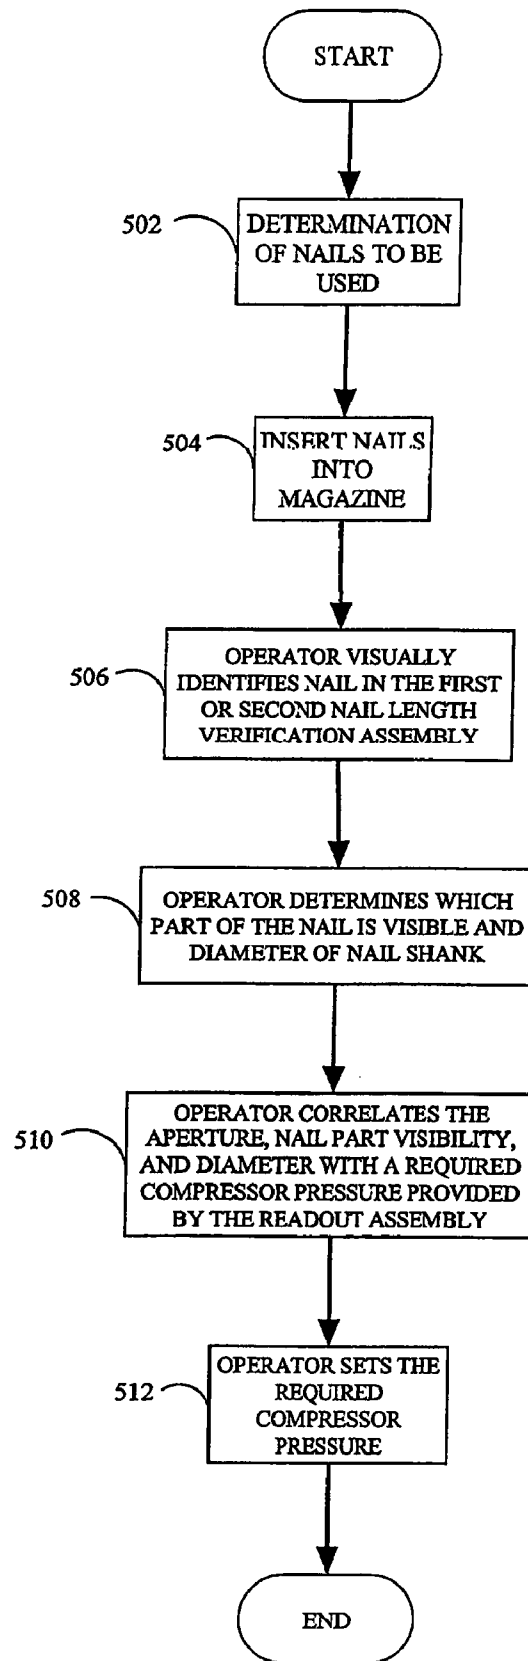 START
502
DETERMINATION
OF NAILS TO BE
USED
504
INSERT NAILS
INTO
MAGAZINE
506
OPERATOR VISUALLY
IDENTIFIES NAIL IN THE FIRST
OR SECOND NAIL LENGTH
VERIFICATION ASSEMBLY
508
OPERATOR DETERMINES WHICH
PART OF THE NAIL IS VISIBLE AND
DIAMETER OF NAIL SHANK
510
OPERATOR CORRELATES THE
APERTURE, NAIL PART VISIBILITY,
AND DIAMETER WITH A REQUIRED
COMPRESSOR PRESSURE PROVIDED
BY THE READOUT ASSEMBLY
512
OPERATOR SETS THE
REQUIRED
COMPRESSOR
PRESSURE
END